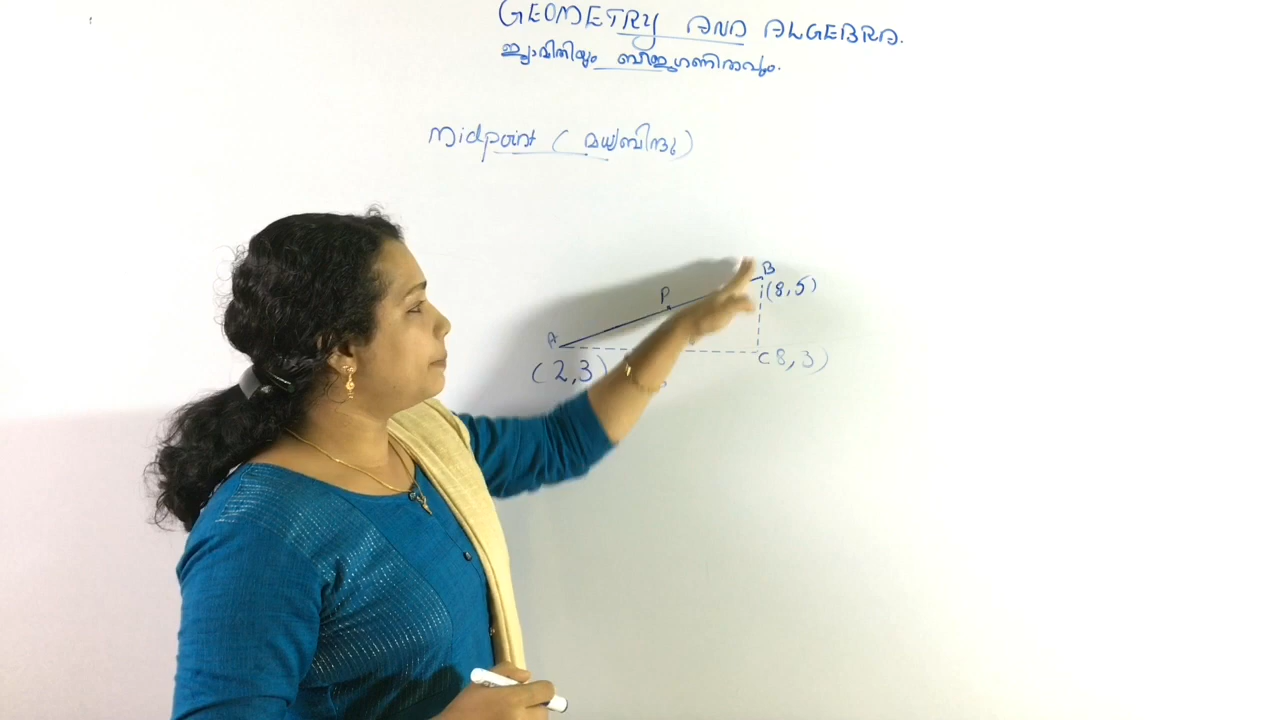 GEOMETRY AND ALGEBRA.
ജ്യാമിതിയും ബീജഗണിതവും.
Midpoint ( മധ്യബിന്ദു )
B
P
(8,5)
A
(8,3)
(2,3)